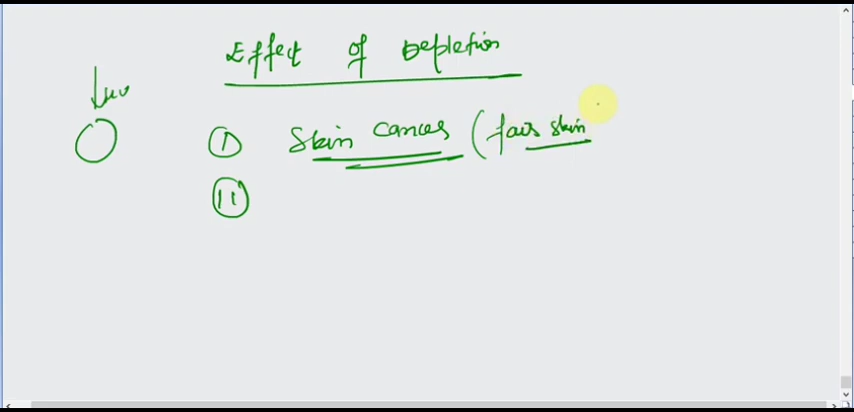 Effect of Depletion
↓UV
(I) Skin cancer (fair skin
(II)